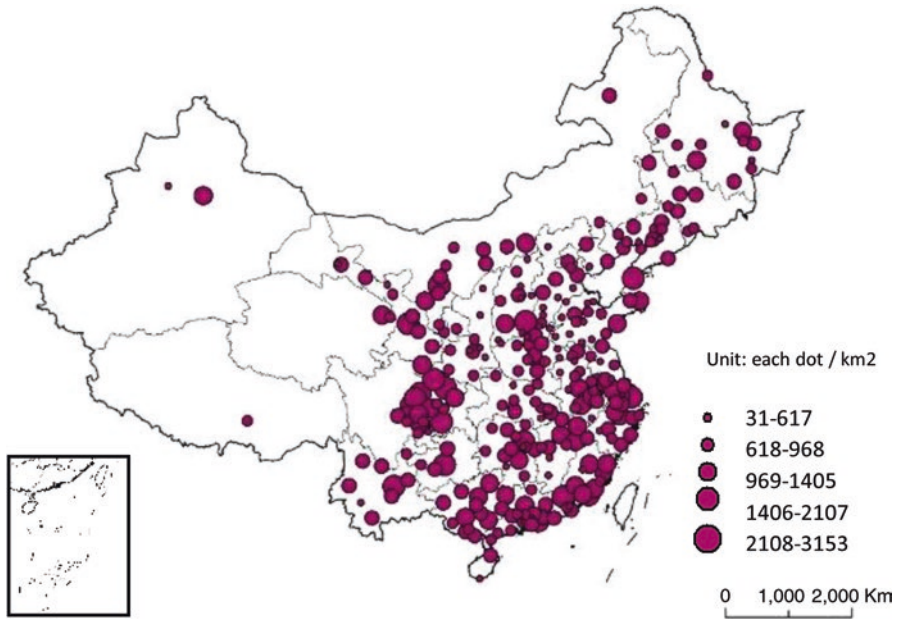 Unit: each dot / km2
31-617
618-968
969-1405
1406-2107
2108-3153
0 1,000 2,000 Km